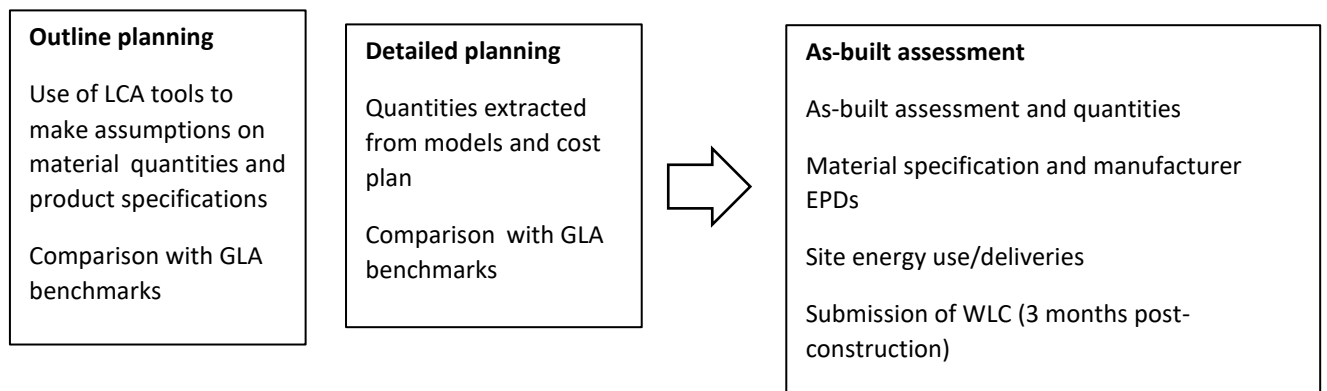 Outline planning
Use of LCA tools to
make assumptions on
material quantities and
product specifications
Comparison with GLA
benchmarks
Detailed planning
Quantities extracted
from models and cost
plan
Comparison with GLA
benchmarks
As-built assessment
As-built assessment and quantities
Material specification and manufacturer
EPDs
Site energy use/deliveries
Submission of WLC (3 months post-
construction)